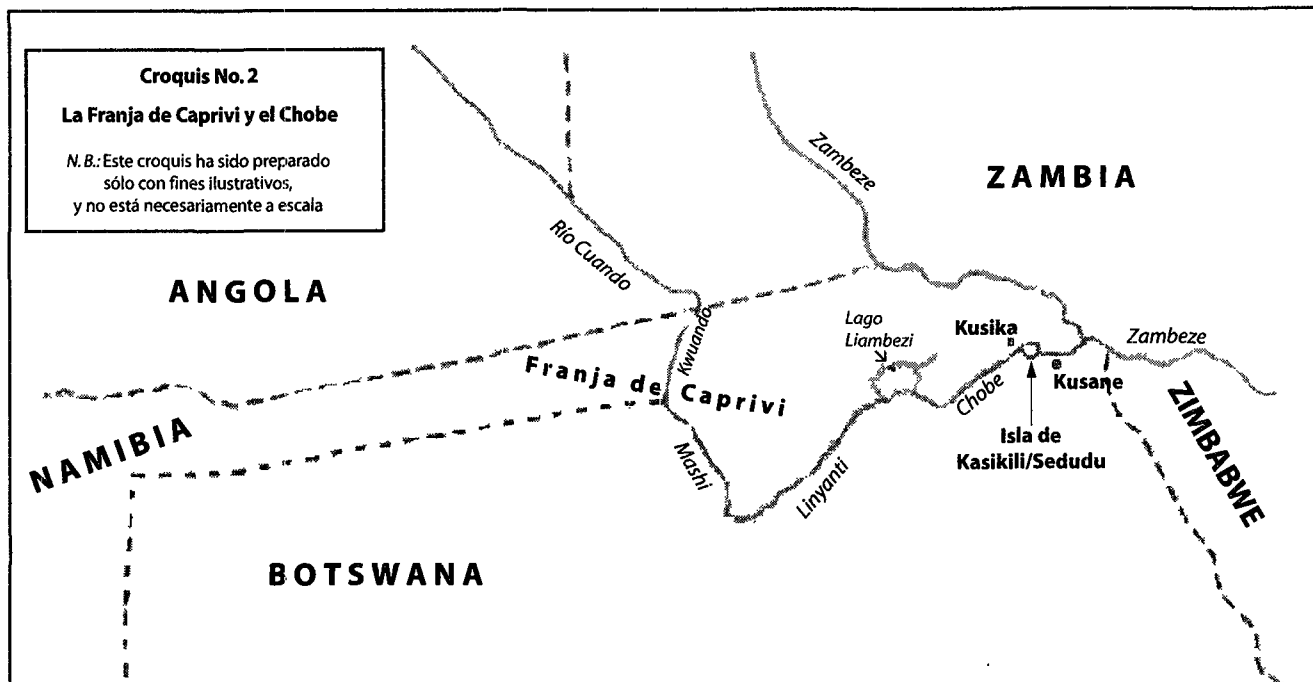 Croquis No. 2
La Franja de Caprivi y el Chobe
N. B.: Este croquis ha sido preparado
sólo con fines ilustrativos,
y no está necesariamente a escala
Zambeze
ZAMBIA
Río Cuando
ANGOLA
Kwuando
Lago
Liambezi
Kusika
Zambeze
Franja de Caprivi
Chobe
Kusane
NAMIBIA
ZIMBABWE
Isla de
Kasikili/Sedudu
Mashi
Linyanti
BOTSWANA